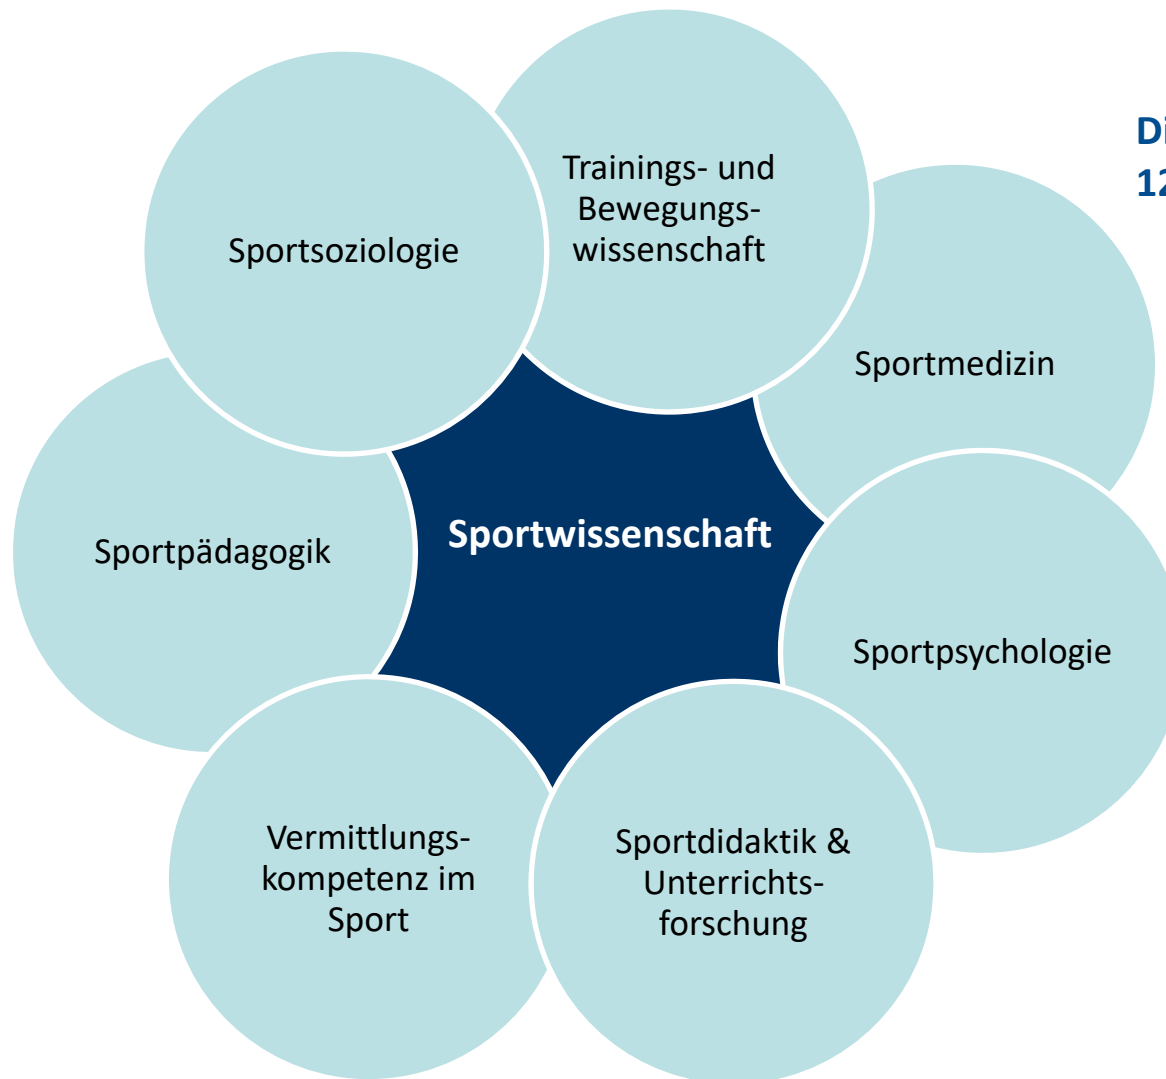 Trainings- und
Bewegungs-
wissenschaft
Sportsoziologie
Sportmedizin
Sportwissenschaft
Sportpädagogik
Sportpsychologie
Vermittlungs-
kompetenz im
Sport
Sportdidaktik &
Unterrichts-
forschung